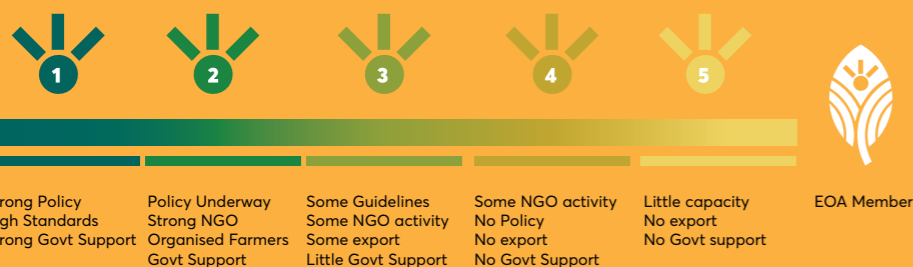 1
2
3
4
5
rong Policy
gh Standards
rong Govt Support
Policy Underway
Strong NGO
Organised Farmers
Govt Support
Some Guidelines
Some NGO activity
Some export
Little Govt Support
Some NGO activity
No Policy
No export
No Govt Support
Little capacity
No export
No Govt support
EOA Member